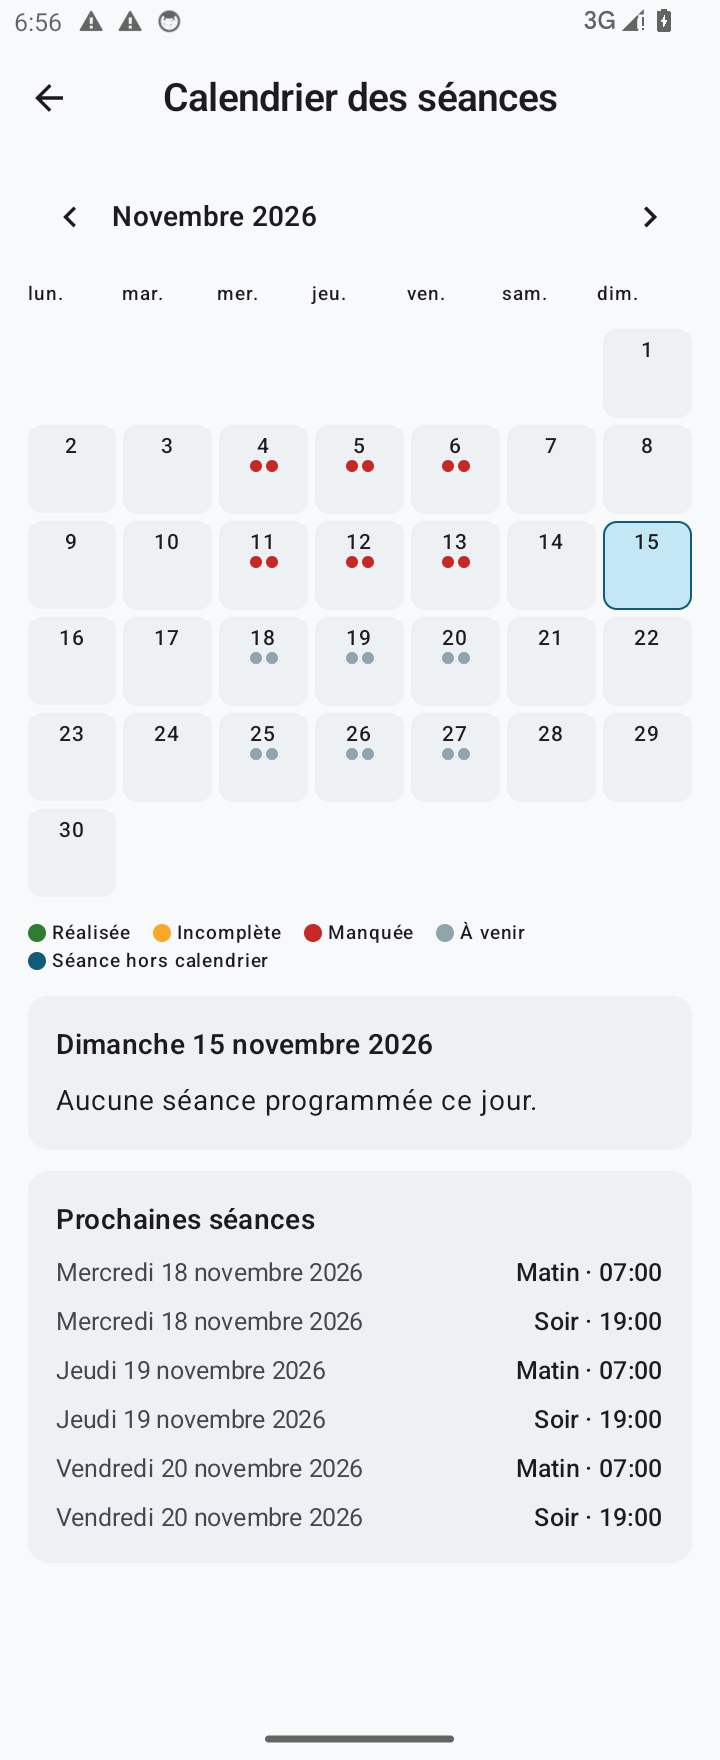 6:56
3G
Calendrier des séances
Novembre 2026
lun. mar. mer. jeu. ven. sam. dim.
1
2 3 4 5 6 7 8
9 10 11 12 13 14 15
16 17 18 19 20 21 22
23 24 25 26 27 28 29
30
Réalisée Incomplète Manquée À venir
Séance hors calendrier
Dimanche 15 novembre 2026
Aucune séance programmée ce jour.
Prochaines séances
Mercredi 18 novembre 2026 Matin · 07:00
Mercredi 18 novembre 2026 Soir · 19:00
Jeudi 19 novembre 2026 Matin · 07:00
Jeudi 19 novembre 2026 Soir · 19:00
Vendredi 20 novembre 2026 Matin · 07:00
Vendredi 20 novembre 2026 Soir · 19:00